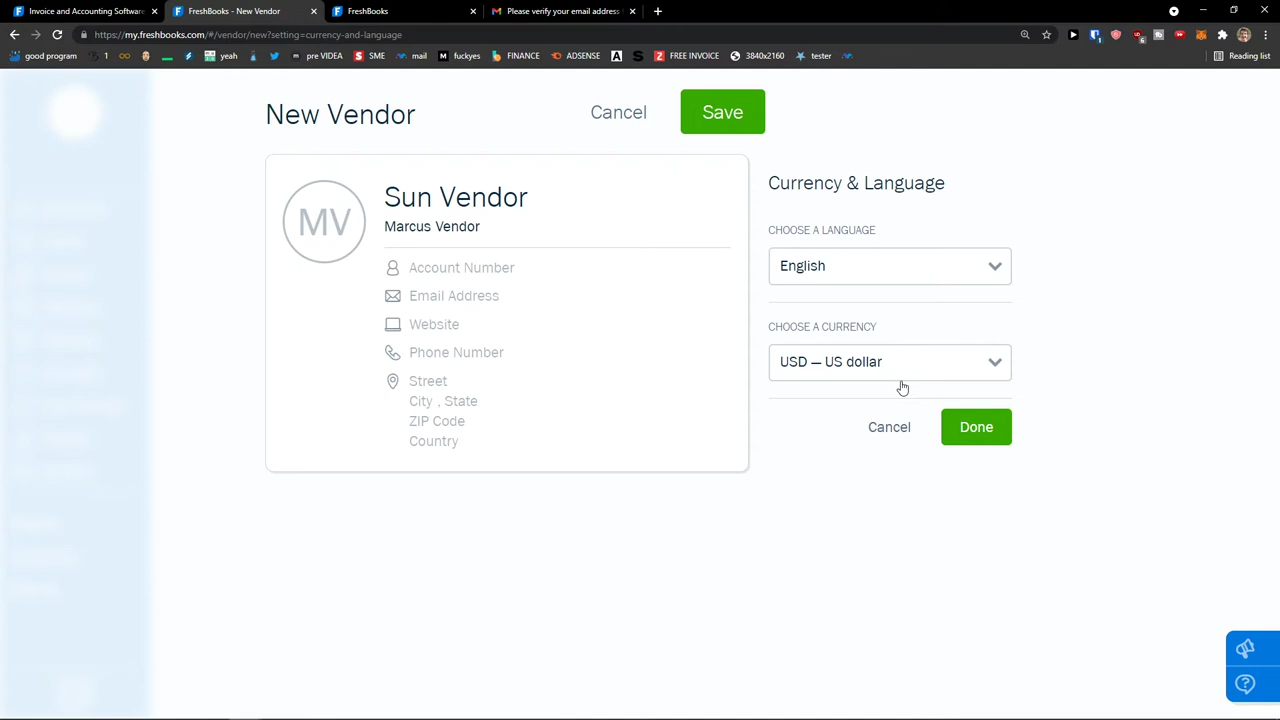 Invoice and Accounting Software
FreshBooks - New Vendor
FreshBooks
Please verify your email address
https://my.freshbooks.com/#/vendor/new?setting=currency-and-language
good program
1
yeah
pre VIDEA
SME
mail
fuckyes
FINANCE
ADSENSE
FREE INVOICE
3840x2160
tester
Reading list
New Vendor
Cancel
Save
MV
Sun Vendor
Marcus Vendor
Account Number
Email Address
Website
Phone Number
Street
City , State
ZIP Code
Country
Currency & Language
CHOOSE A LANGUAGE
English
CHOOSE A CURRENCY
USD — US dollar
Cancel
Done